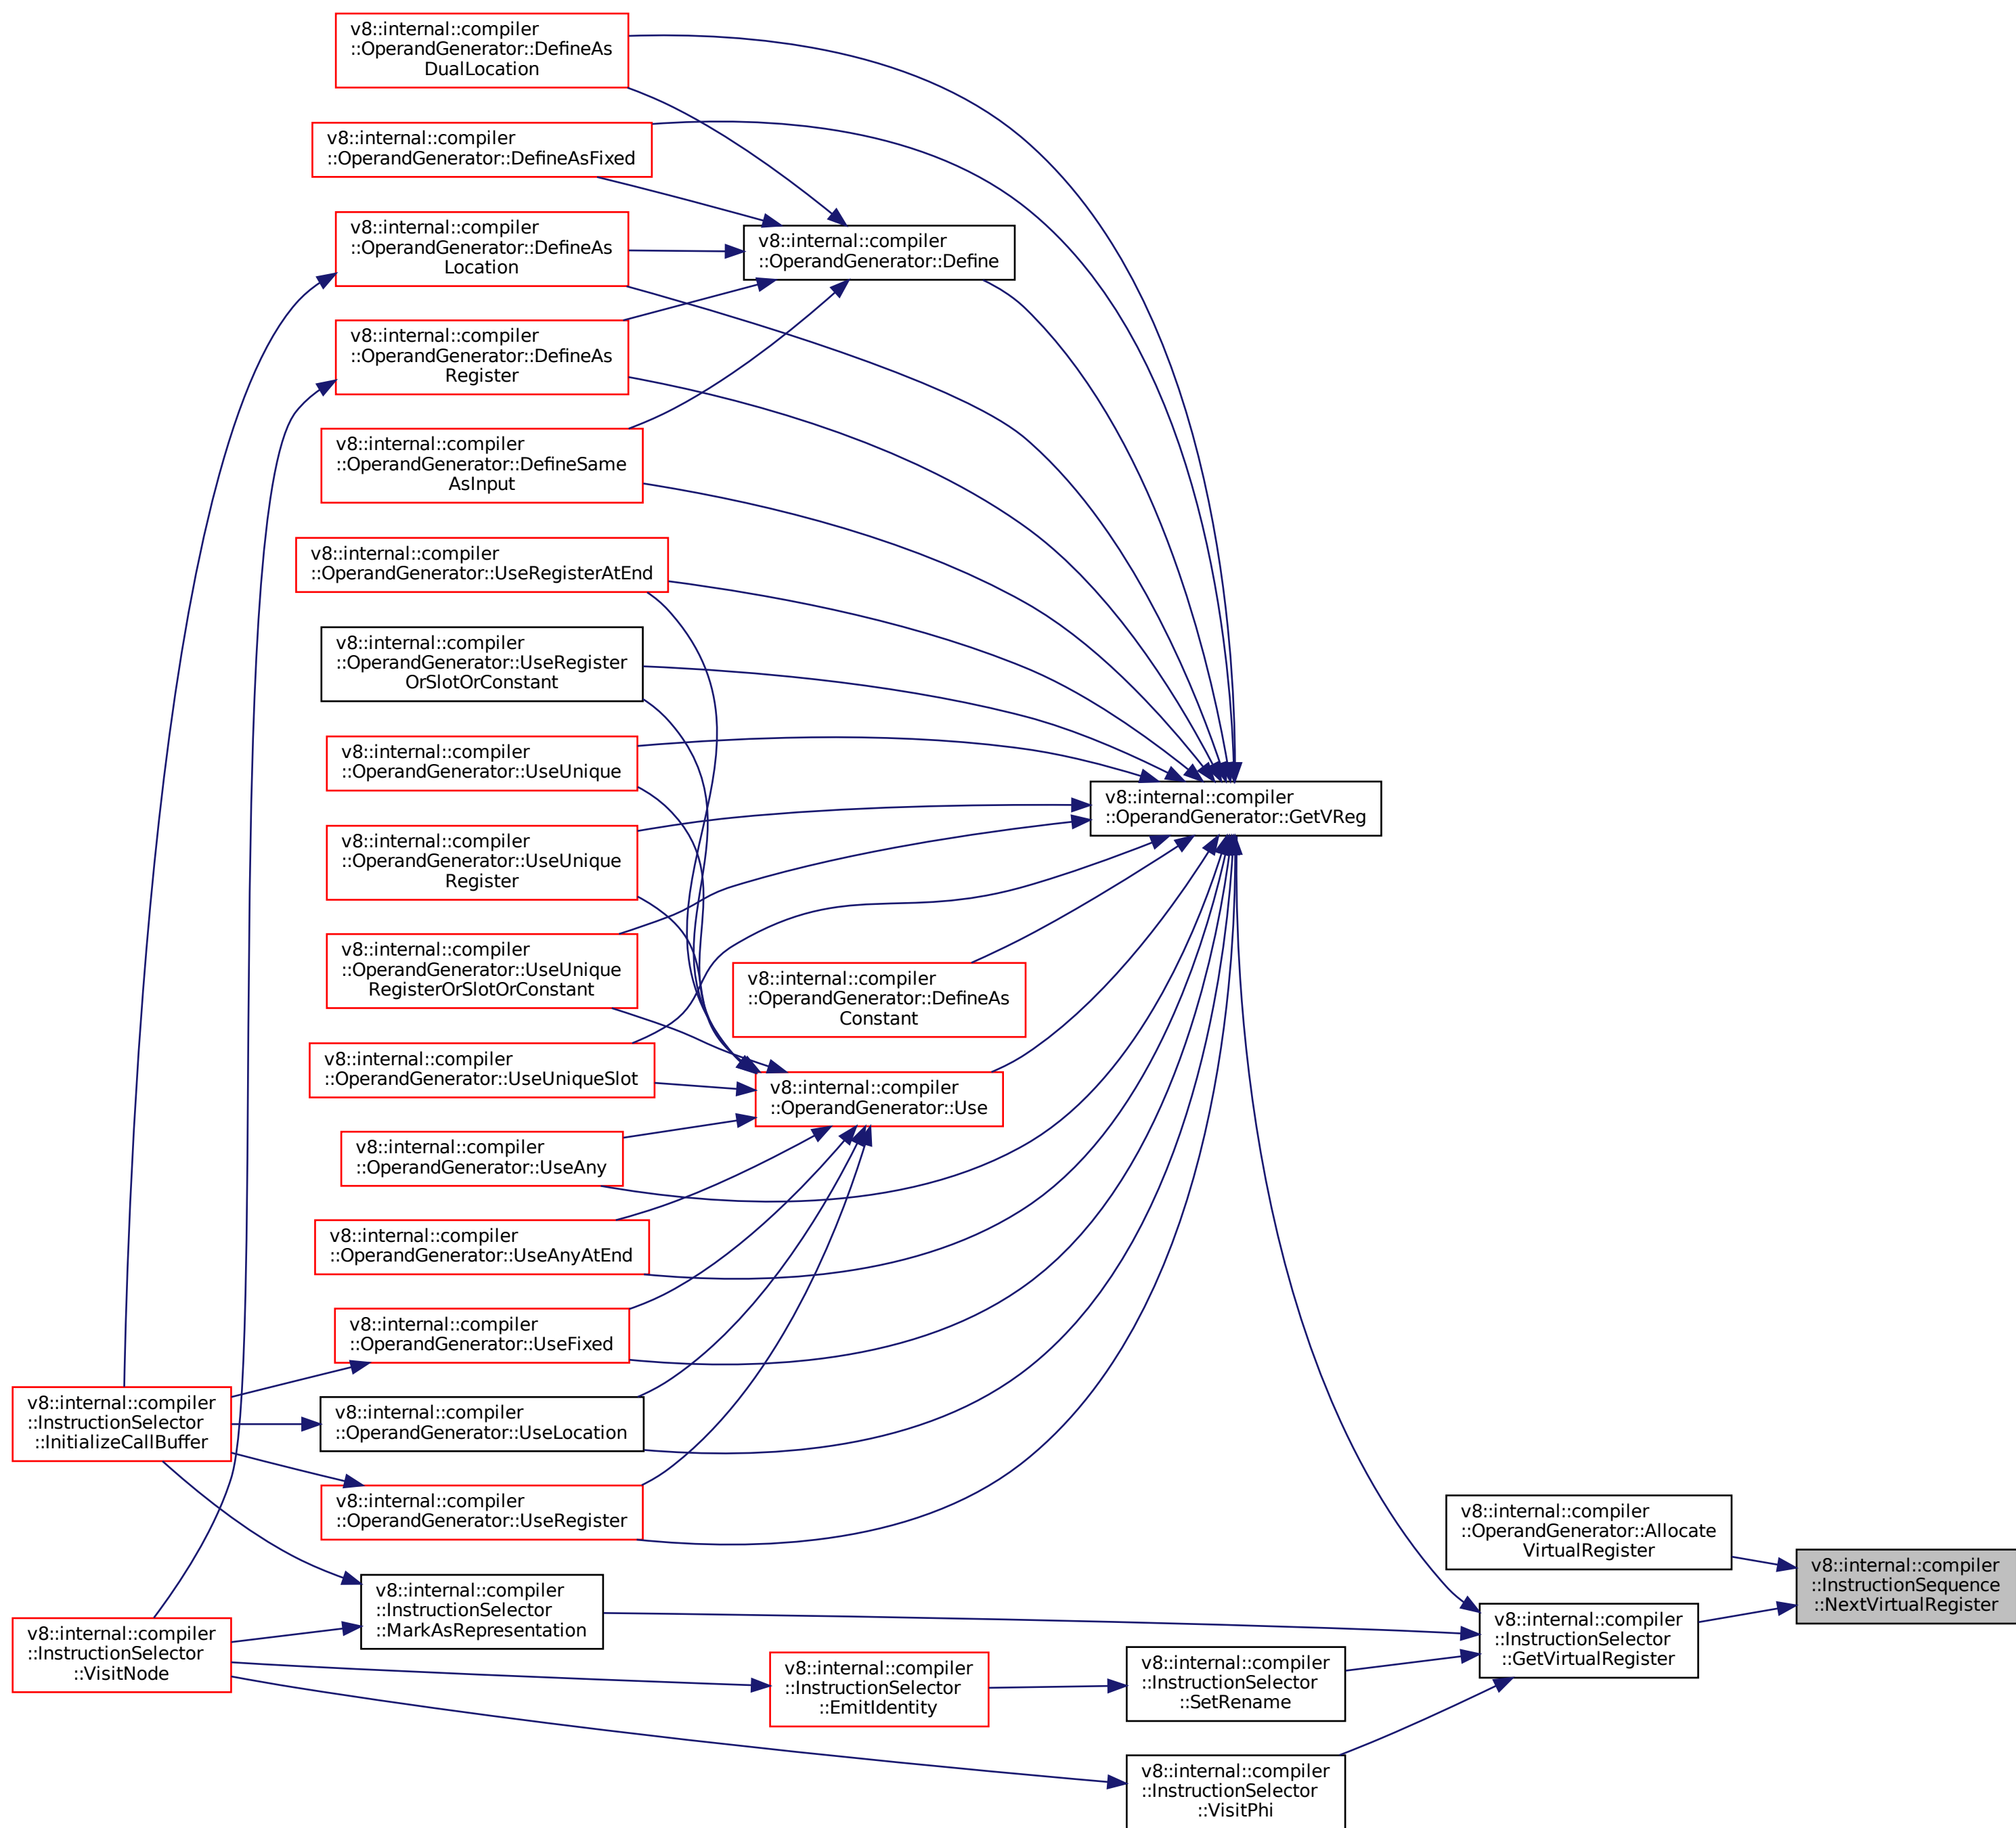 v8::internal::compiler
::OperandGenerator::DefineAs
DualLocation
v8::internal::compiler
::OperandGenerator::DefineAsFixed
v8::internal::compiler
::OperandGenerator::DefineAs
Location
v8::internal::compiler
::OperandGenerator::Define
v8::internal::compiler
::OperandGenerator::DefineAs
Register
v8::internal::compiler
::OperandGenerator::DefineSame
AsInput
v8::internal::compiler
::OperandGenerator::UseRegisterAtEnd
v8::internal::compiler
::OperandGenerator::UseRegister
OrSlotOrConstant
v8::internal::compiler
::OperandGenerator::UseUnique
v8::internal::compiler
::OperandGenerator::GetVReg
v8::internal::compiler
::OperandGenerator::UseUnique
Register
v8::internal::compiler
::OperandGenerator::UseUnique
RegisterOrSlotOrConstant
v8::internal::compiler
::OperandGenerator::DefineAs
Constant
v8::internal::compiler
::OperandGenerator::UseUniqueSlot
v8::internal::compiler
::OperandGenerator::Use
v8::internal::compiler
::OperandGenerator::UseAny
v8::internal::compiler
::OperandGenerator::UseAnyAtEnd
v8::internal::compiler
::OperandGenerator::UseFixed
v8::internal::compiler
::InstructionSelector
::InitializeCallBuffer
v8::internal::compiler
::OperandGenerator::UseLocation
v8::internal::compiler
::OperandGenerator::UseRegister
v8::internal::compiler
::OperandGenerator::Allocate
VirtualRegister
v8::internal::compiler
::InstructionSequence
::NextVirtualRegister
v8::internal::compiler
::InstructionSelector
::MarkAsRepresentation
v8::internal::compiler
::InstructionSelector
::GetVirtualRegister
v8::internal::compiler
::InstructionSelector
::VisitNode
v8::internal::compiler
::InstructionSelector
::EmitIdentity
v8::internal::compiler
::InstructionSelector
::SetRename
v8::internal::compiler
::InstructionSelector
::VisitPhi